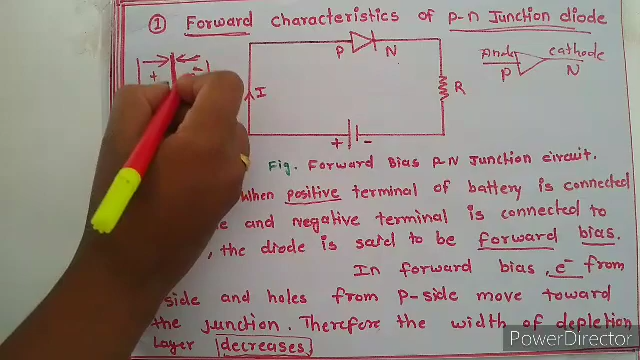 ① Forward characteristics of p-n Junction diode
P N
Anode cathode
P N
+ -
I
R
+ -
Fig. Forward Bias P-N Junction circuit.
When positive terminal of battery is connected
and negative terminal is connected to
, the diode is said to be forward bias.
In forward bias, e⁻ from
side and holes from P-side move toward
the junction. Therefore the width of depletion
Layer decreases
PowerDirector